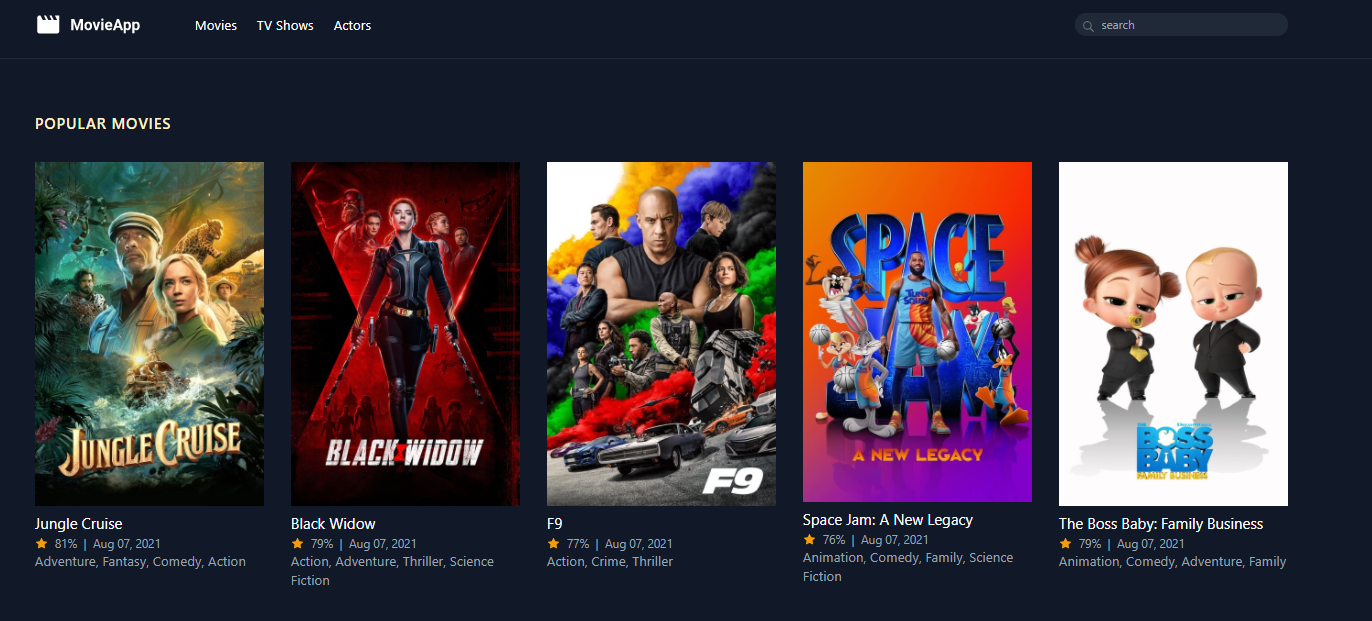 MovieApp
Movies TV Shows Actors
search
POPULAR MOVIES
JUNGLE CRUISE
Jungle Cruise
81% | Aug 07, 2021
Adventure, Fantasy, Comedy, Action
BLACK WIDOW
Black Widow
79% | Aug 07, 2021
Action, Adventure, Thriller, Science
Fiction
F9
F9
77% | Aug 07, 2021
Action, Crime, Thriller
SPACE
JAM
TUNE
SQUAD
A NEW LEGACY
Space Jam: A New Legacy
76% | Aug 07, 2021
Animation, Comedy, Family, Science
Fiction
THE
BOSS
BABY
FAMILY BUSINESS
The Boss Baby: Family Business
79% | Aug 07, 2021
Animation, Comedy, Adventure, Family